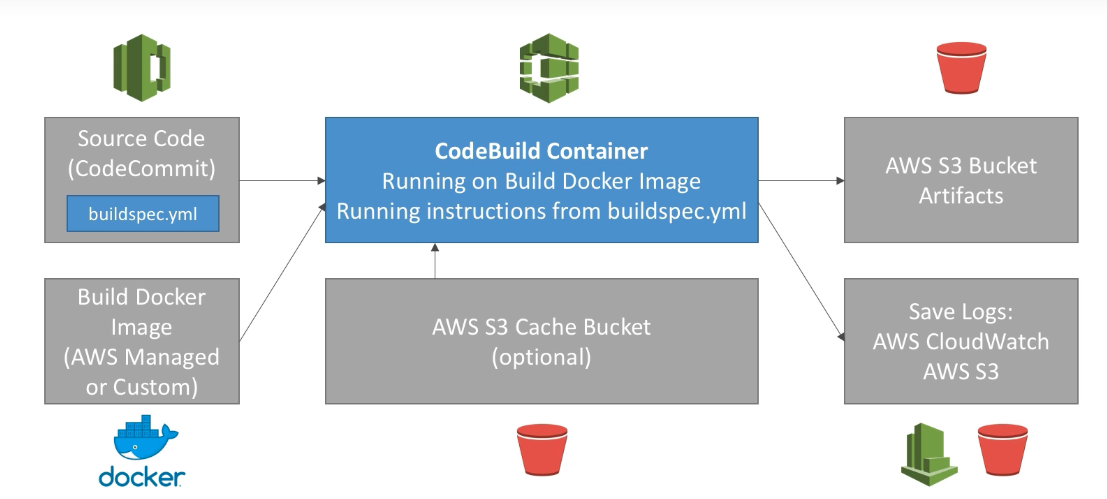 Source Code
(CodeCommit)
buildspec.yml
CodeBuild Container
Running on Build Docker Image
Running instructions from buildspec.yml
AWS S3 Bucket
Artifacts
Build Docker
Image
(AWS Managed
or Custom)
AWS S3 Cache Bucket
(optional)
Save Logs:
AWS CloudWatch
AWS S3
docker